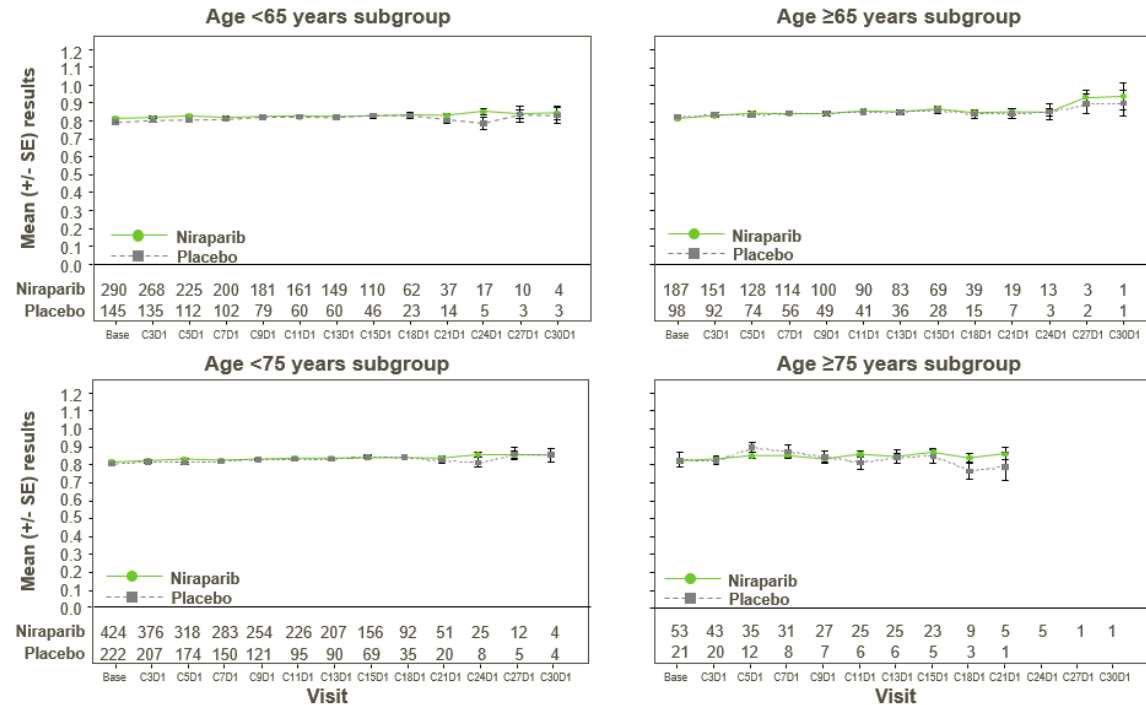 Age <65 years subgroup
Mean (+/- SE) results
1.2
1.1
1.0
0.9
0.8
0.7
0.6
0.5
0.4
0.3
0.2
0.1
0.0
Niraparib
Placebo
Niraparib 290 268 225 200 181 161 149 110 62 37 17 10 4
Placebo 145 135 112 102 79 60 60 46 23 14 5 3 3
Base C3D1 C5D1 C7D1 C9D1 C11D1 C13D1 C15D1 C18D1 C21D1 C24D1 C27D1 C30D1
Age ≥65 years subgroup
Niraparib
Placebo
187 151 128 114 100 90 83 69 39 19 13 3 1
98 92 74 56 49 41 36 28 15 7 3 2 1
Base C3D1 C5D1 C7D1 C9D1 C11D1 C13D1 C15D1 C18D1 C21D1 C24D1 C27D1 C30D1
Age <75 years subgroup
Mean (+/- SE) results
1.2
1.1
1.0
0.9
0.8
0.7
0.6
0.5
0.4
0.3
0.2
0.1
0.0
Niraparib
Placebo
Niraparib 424 376 318 283 254 226 207 156 92 51 25 12 4
Placebo 222 207 174 150 121 95 90 69 35 20 8 5 4
Base C3D1 C5D1 C7D1 C9D1 C11D1 C13D1 C15D1 C18D1 C21D1 C24D1 C27D1 C30D1
Visit
Age ≥75 years subgroup
Niraparib
Placebo
53 43 35 31 27 25 25 23 9 5 5 1 1
21 20 12 8 7 6 6 5 3 1
Base C3D1 C5D1 C7D1 C9D1 C11D1 C13D1 C15D1 C18D1 C21D1 C24D1 C27D1 C30D1
Visit